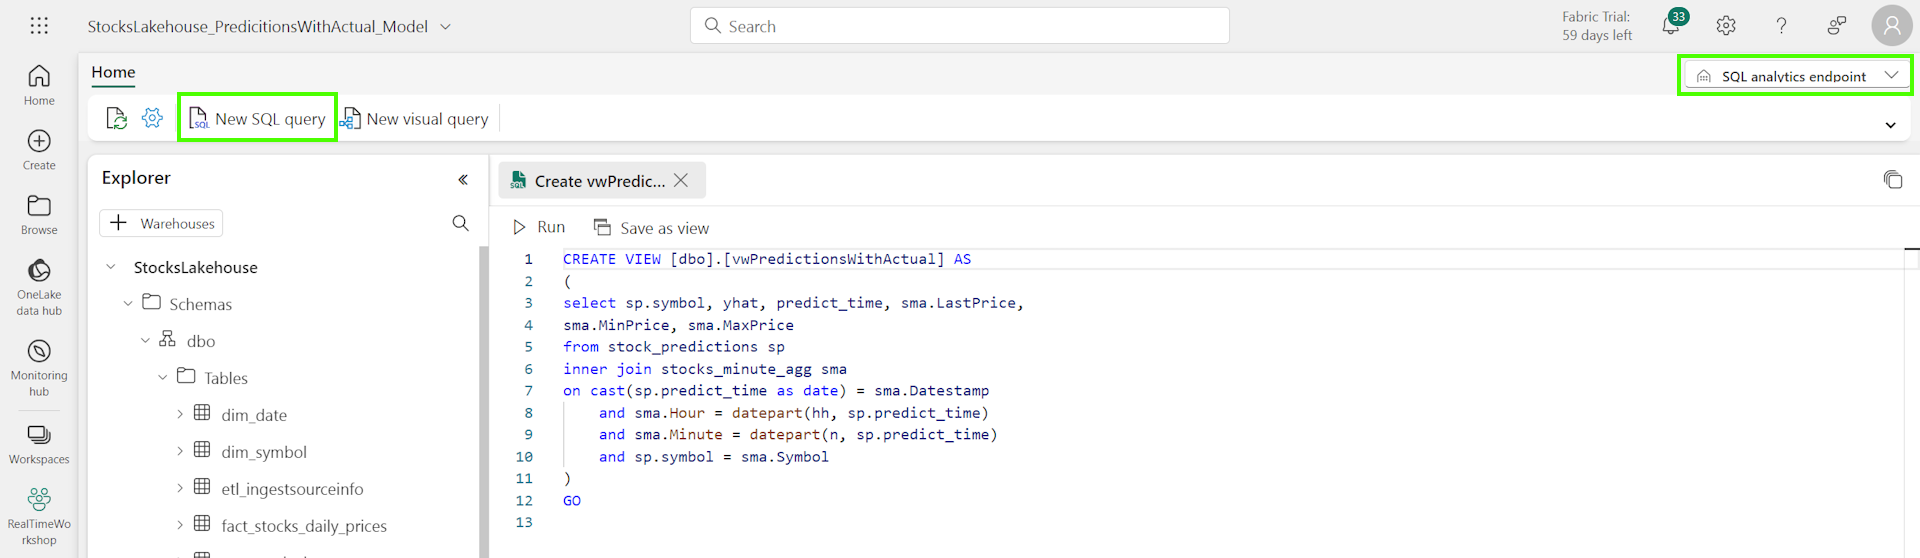 StocksLakehouse_PredicitionsWithActual_Model
Search
Fabric Trial:
59 days left
33
Home
SQL analytics endpoint
New SQL query
New visual query
Home
Create
Browse
OneLake
data hub
Monitoring
hub
Workspaces
RealTimeWo
rkshop
Explorer
Warehouses
StocksLakehouse
Schemas
dbo
Tables
dim_date
dim_symbol
etl_ingestsourceinfo
fact_stocks_daily_prices
Create vwPredic...
Run
Save as view
1 CREATE VIEW [dbo].[vwPredictionsWithActual] AS
2 (
3 select sp.symbol, yhat, predict_time, sma.LastPrice,
4 sma.MinPrice, sma.MaxPrice
5 from stock_predictions sp
6 inner join stocks_minute_agg sma
7 on cast(sp.predict_time as date) = sma.Datestamp
8 and sma.Hour = datepart(hh, sp.predict_time)
9 and sma.Minute = datepart(n, sp.predict_time)
10 and sp.symbol = sma.Symbol
11 )
12 GO
13